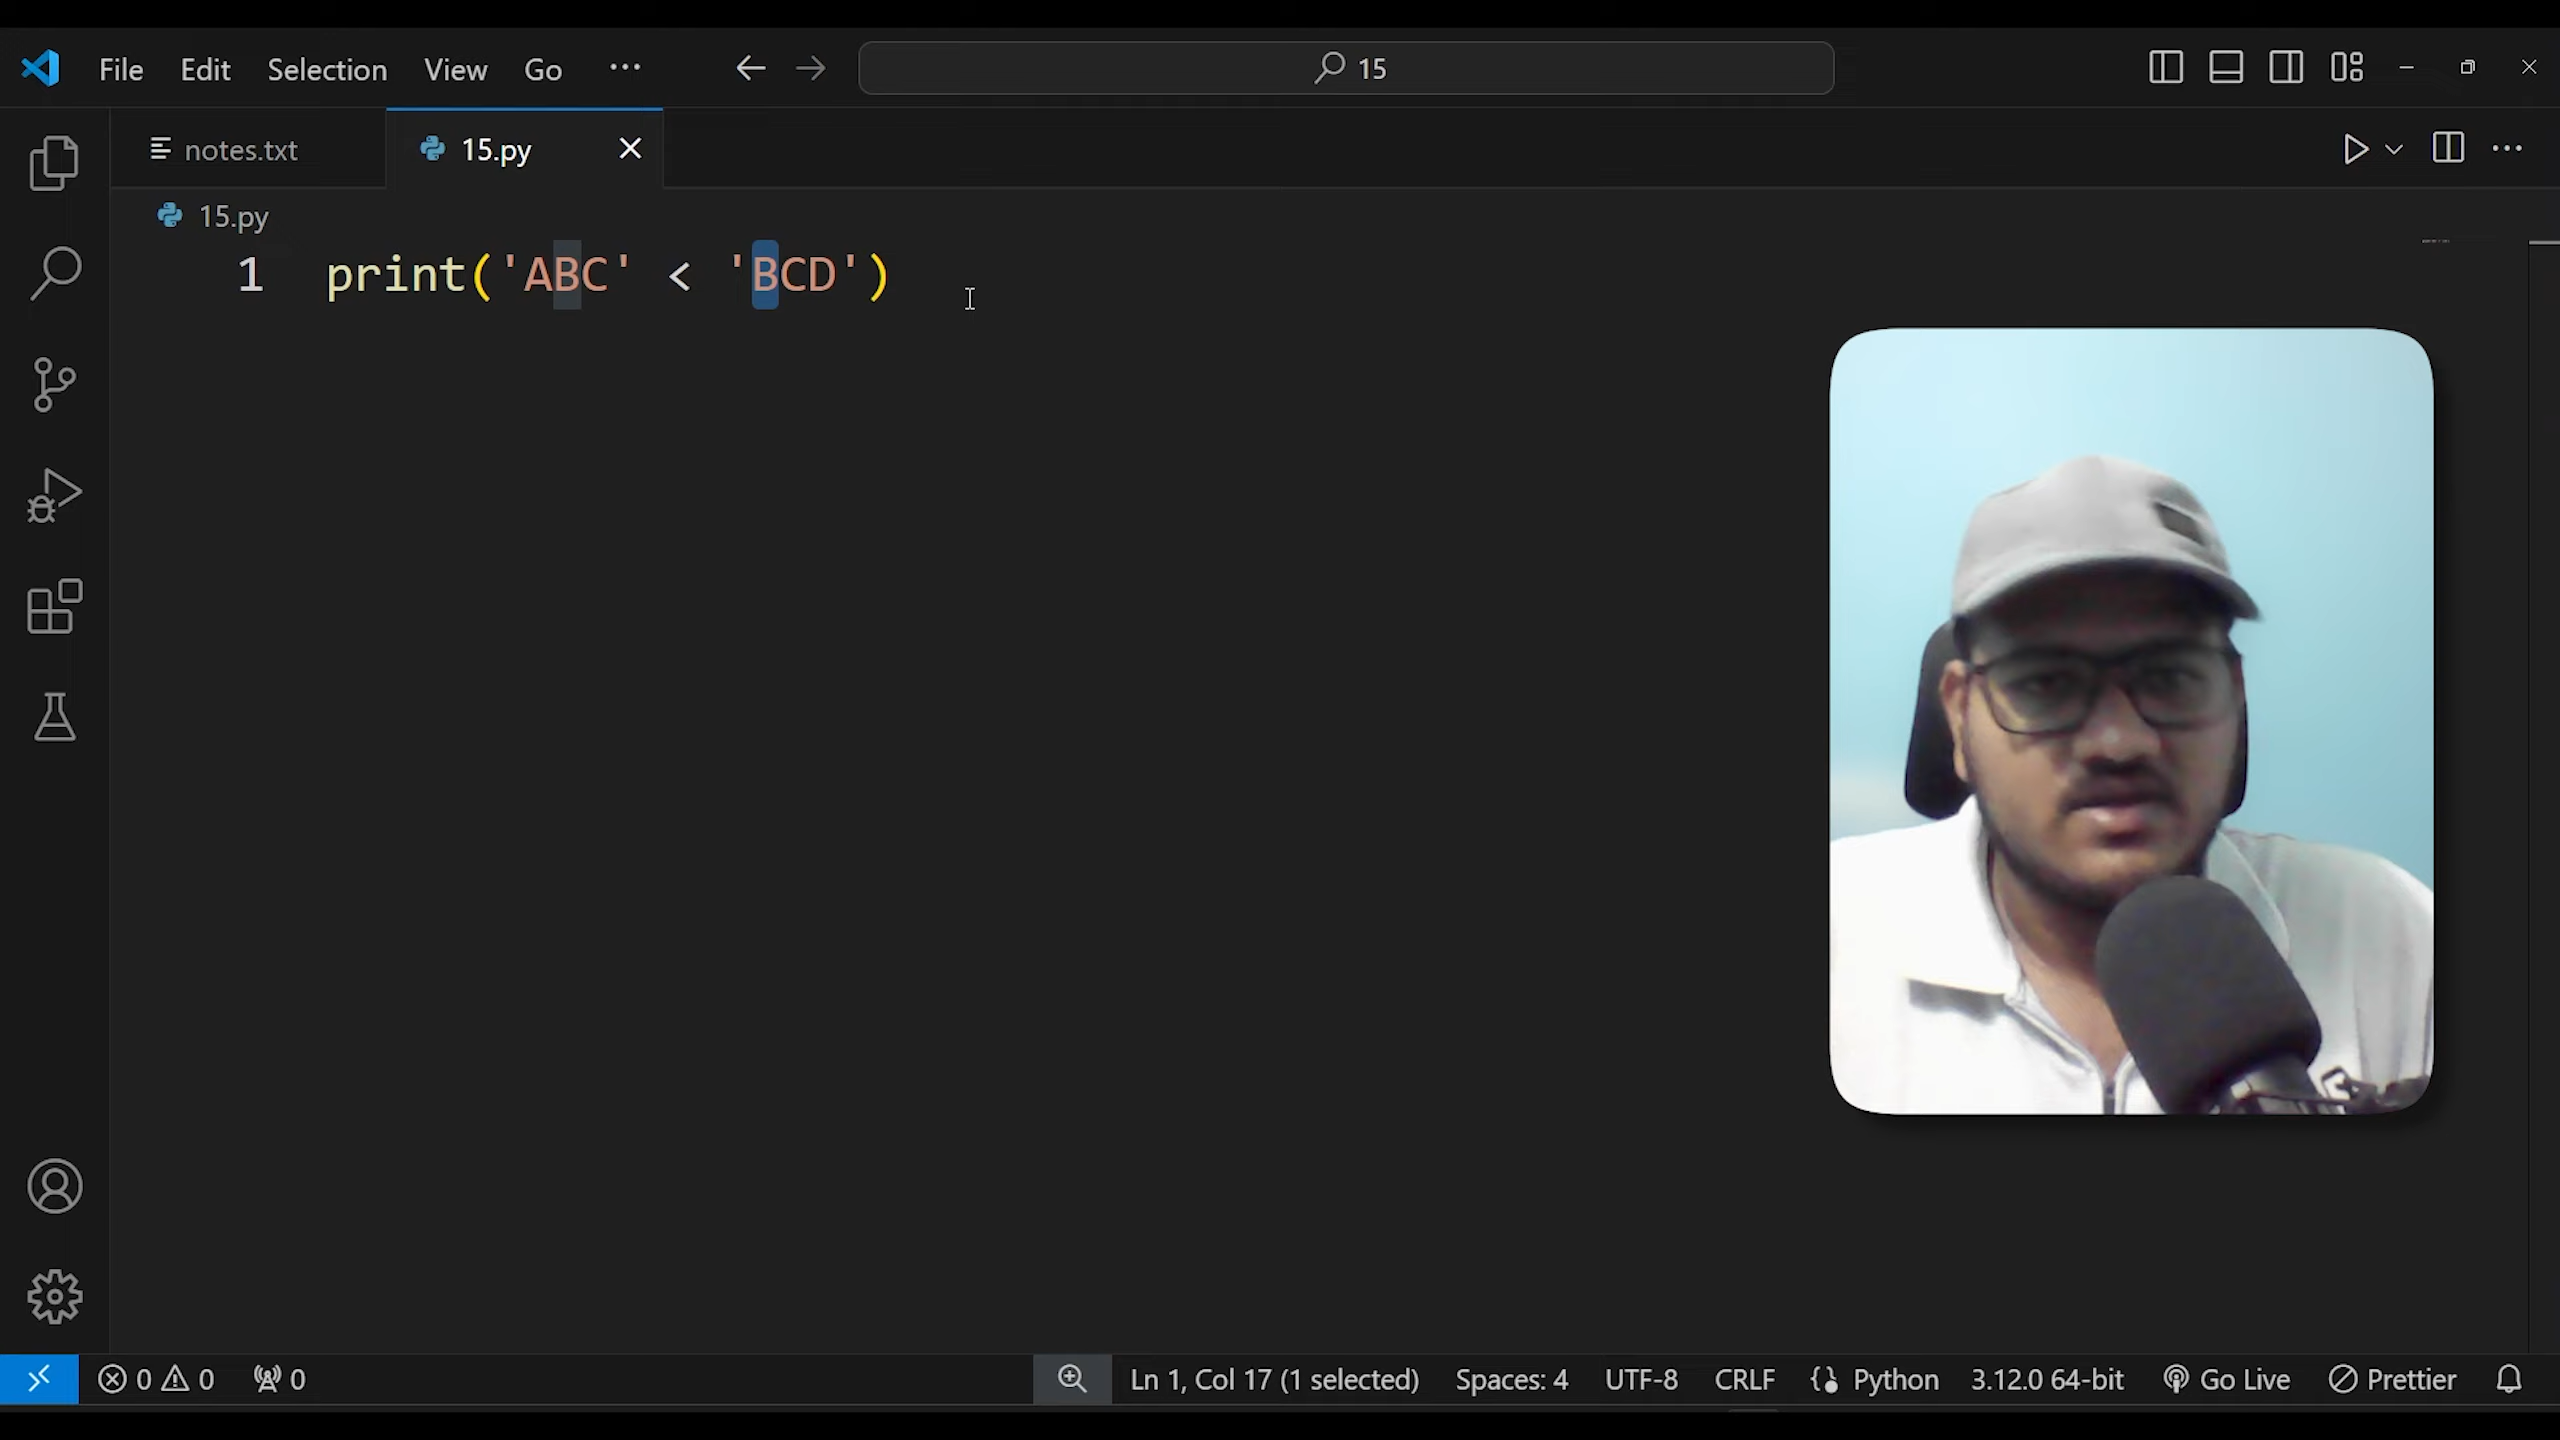 File Edit Selection View Go ··· 15
notes.txt 15.py
15.py
1 print('ABC' < 'BCD')
0 0 0 Ln 1, Col 17 (1 selected) Spaces: 4 UTF-8 CRLF Python 3.12.0 64-bit Go Live Prettier